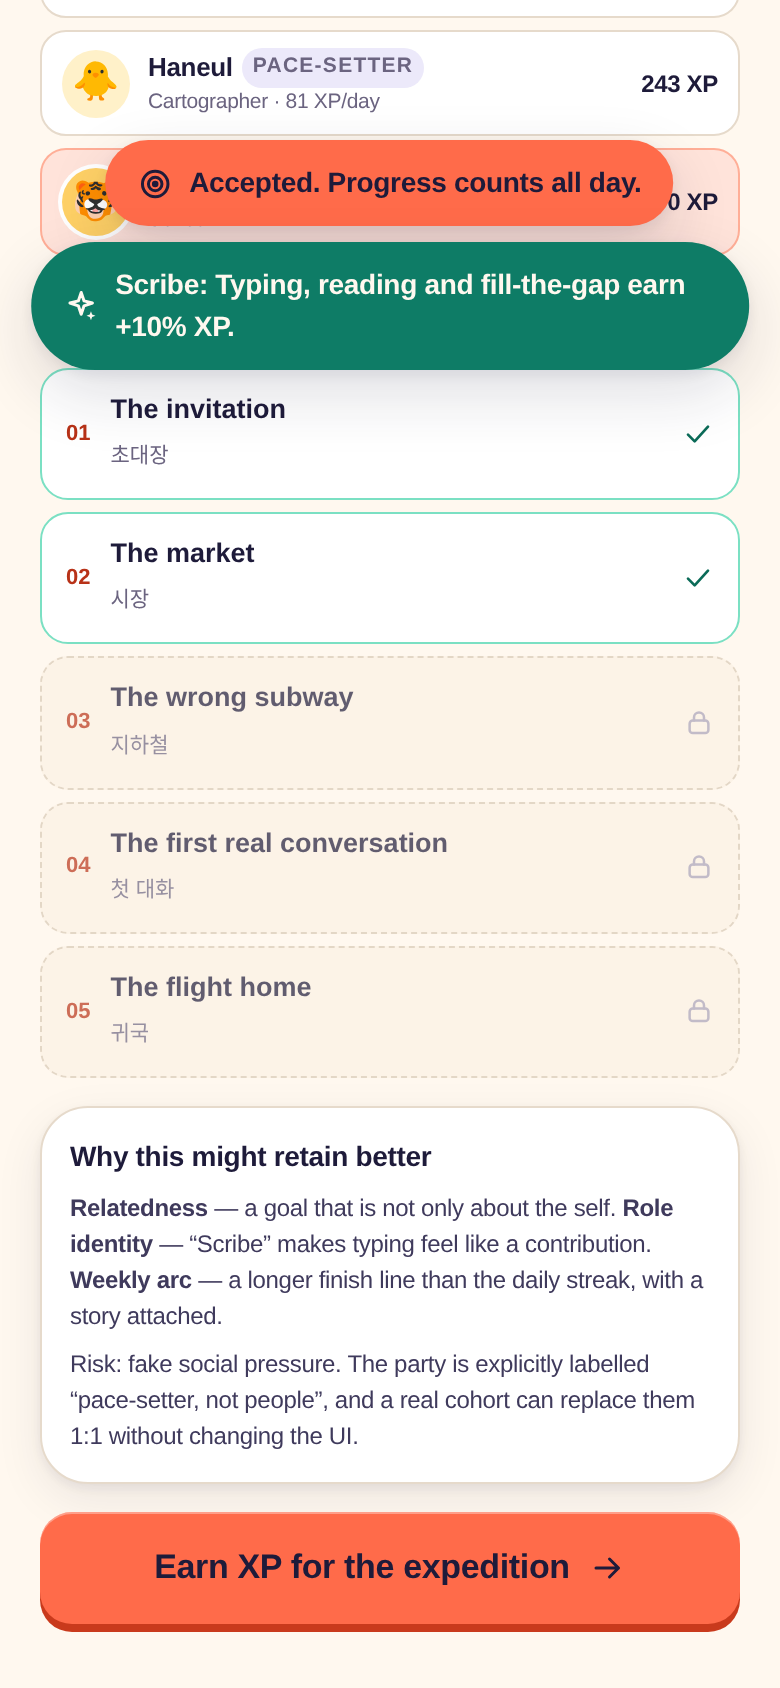 Haneul PACE-SETTER
Cartographer · 81 XP/day
243 XP
Accepted. Progress counts all day.
0 XP
Scribe: Typing, reading and fill-the-gap earn
+10% XP.
01
The invitation
초대장
02
The market
시장
03
The wrong subway
지하철
04
The first real conversation
첫 대화
05
The flight home
귀국
Why this might retain better
Relatedness — a goal that is not only about the self. Role
identity — “Scribe” makes typing feel like a contribution.
Weekly arc — a longer finish line than the daily streak, with a
story attached.
Risk: fake social pressure. The party is explicitly labelled
“pace-setter, not people”, and a real cohort can replace them
1:1 without changing the UI.
Earn XP for the expedition